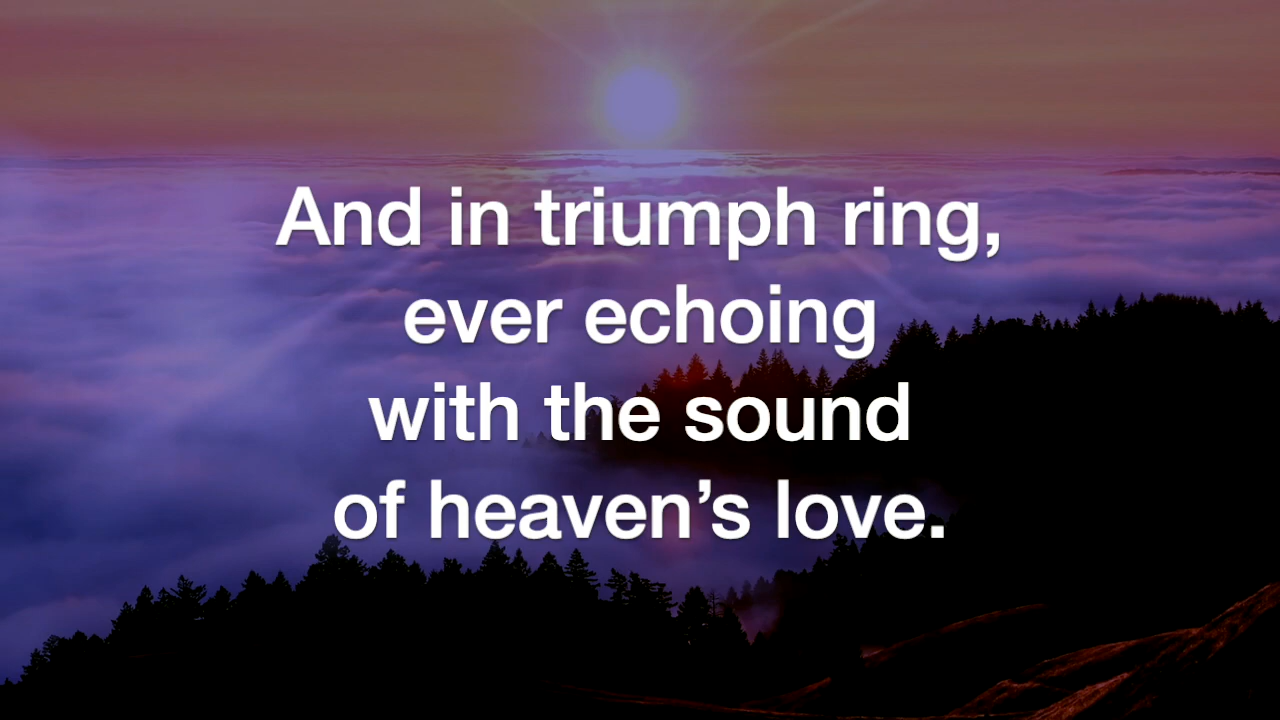 And in triumph ring,
ever echoing
with the sound
of heaven’s love.